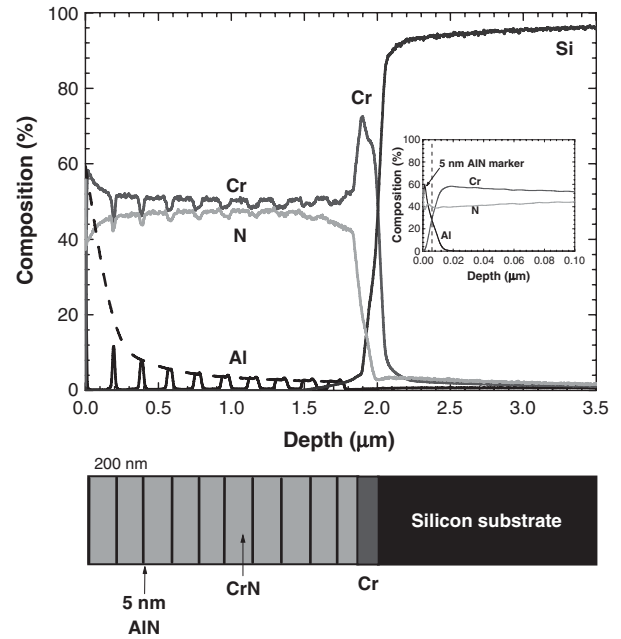 100
80
60
40
20
0
Composition (%)
0.0 0.5 1.0 1.5 2.0 2.5 3.0 3.5
Depth (μm)
Si
Cr
Cr
N
Al
100
80
60
40
20
0
Composition (%)
5 nm AlN marker
Cr
N
Al
0.00 0.02 0.04 0.06 0.08 0.10
Depth (μm)
200 nm
Silicon substrate
5 nm
AlN
CrN
Cr